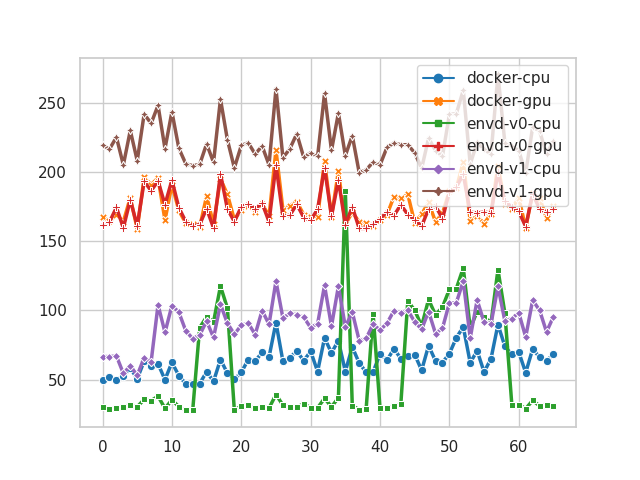 docker-cpu
docker-gpu
envd-v0-cpu
envd-v0-gpu
envd-v1-cpu
envd-v1-gpu
250
200
150
100
50
0 10 20 30 40 50 60